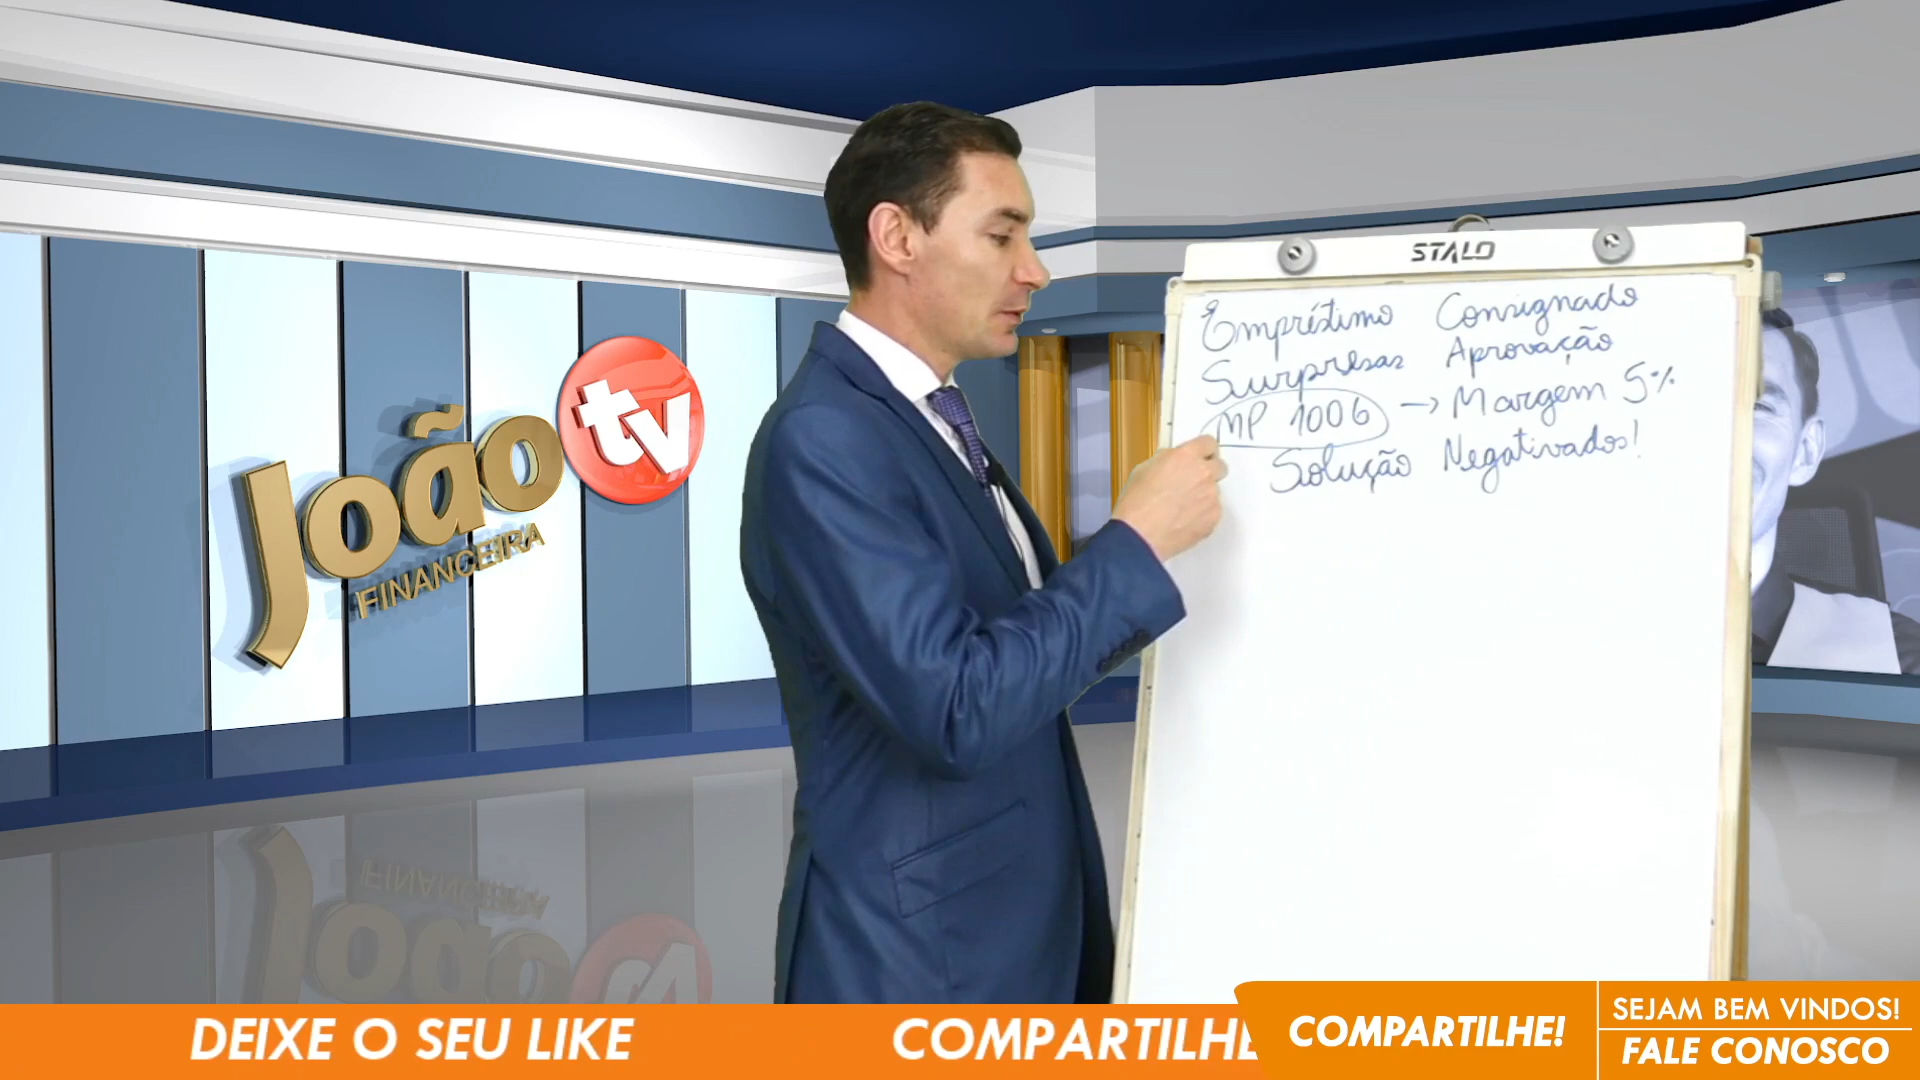 STALO
Empréstimo Consignado
Surpresas Aprovação
MP 1006 -> Margem 5%
Solução Negativados!
João tv
FINANCEIRA
DEIXE O SEU LIKE
COMPARTILHE
COMPARTILHE!
SEJAM BEM VINDOS!
FALE CONOSCO